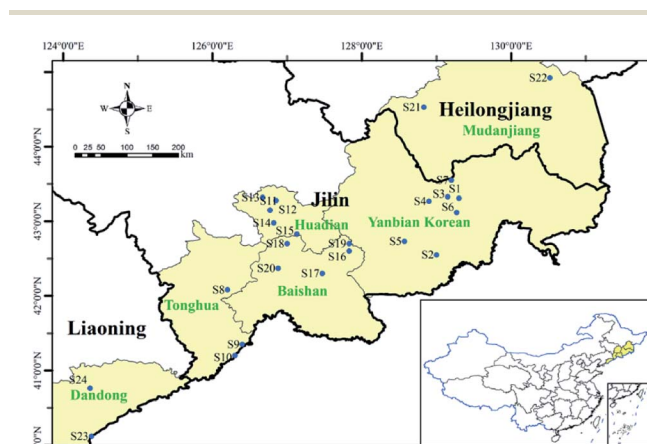 124°0'0"E 126°0'0"E 128°0'0"E 130°0'0"E
N
W E
S
0 25 50 100 150 200
km
S22
S21
Heilongjiang
Mudanjiang
44°0'0"N
S7
S13 S11
S3 S1
Jilin
S4
S12
S6
S14
Huadian
Yanbian Korean
43°0'0"N
S15
S18
S19
S5
S16
S2
S20
S17
S8
Baishan
42°0'0"N
Tonghua
Liaoning
S9
S10
41°0'0"N
S24
Dandong
S23